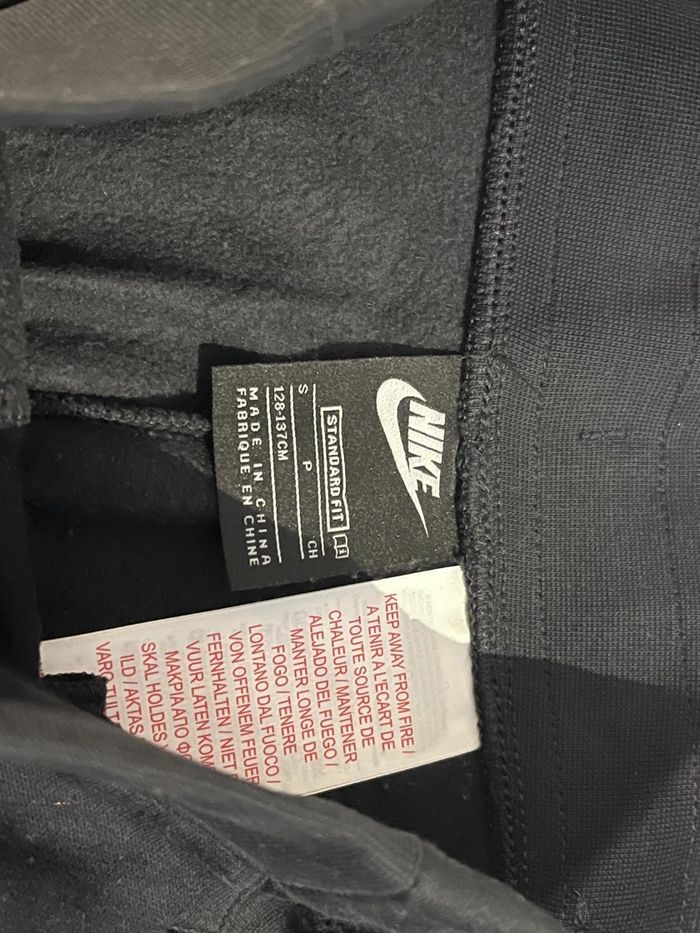 NIKE
STANDARD FIT
S P CH
128-137CM
MADE IN CHINA
FABRIQUE EN CHINE
KEEP AWAY FROM FIRE /
A TENIR A L'ECART DE
TOUTE SOURCE DE
CHALEUR / MANTENER
ALEJADO DEL FUEGO /
MANTER LONGE DE
FOGO / TENERE
LONTANO DAL FUOCO /
VON OFFENEM FEUER
FERNHALTEN / NIET
VUUR LATEN KOM
ΜΑΚΡΙΑ ΑΠΟ
SKAL HOLDES
ILD / AKTAS